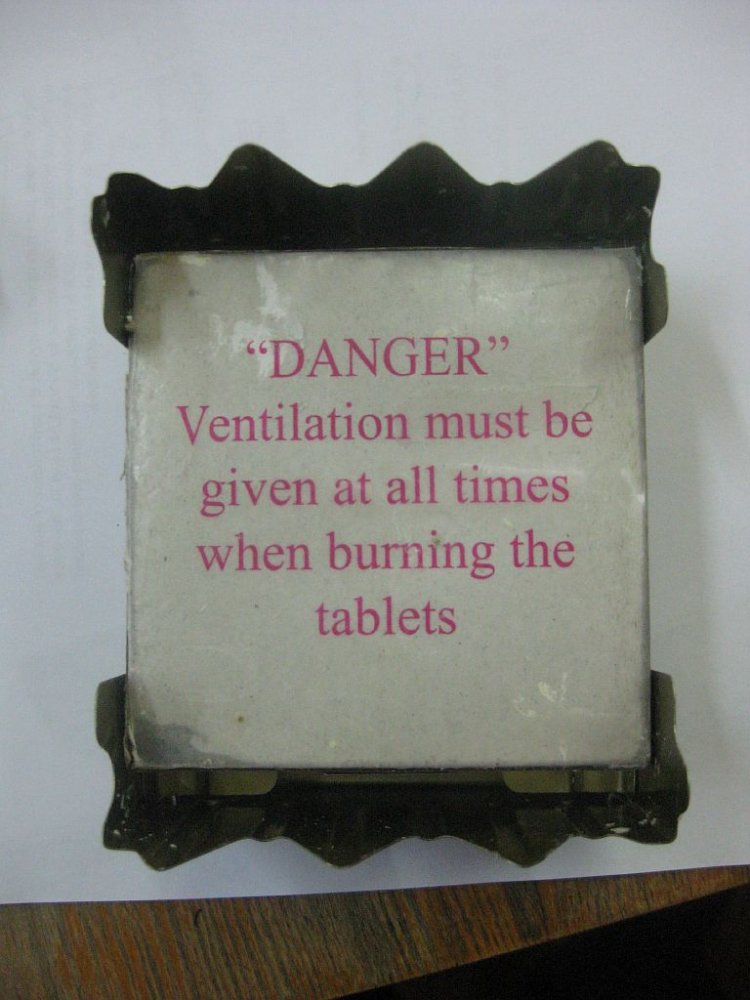 “DANGER”
Ventilation must be
given at all times
when burning the
tablets